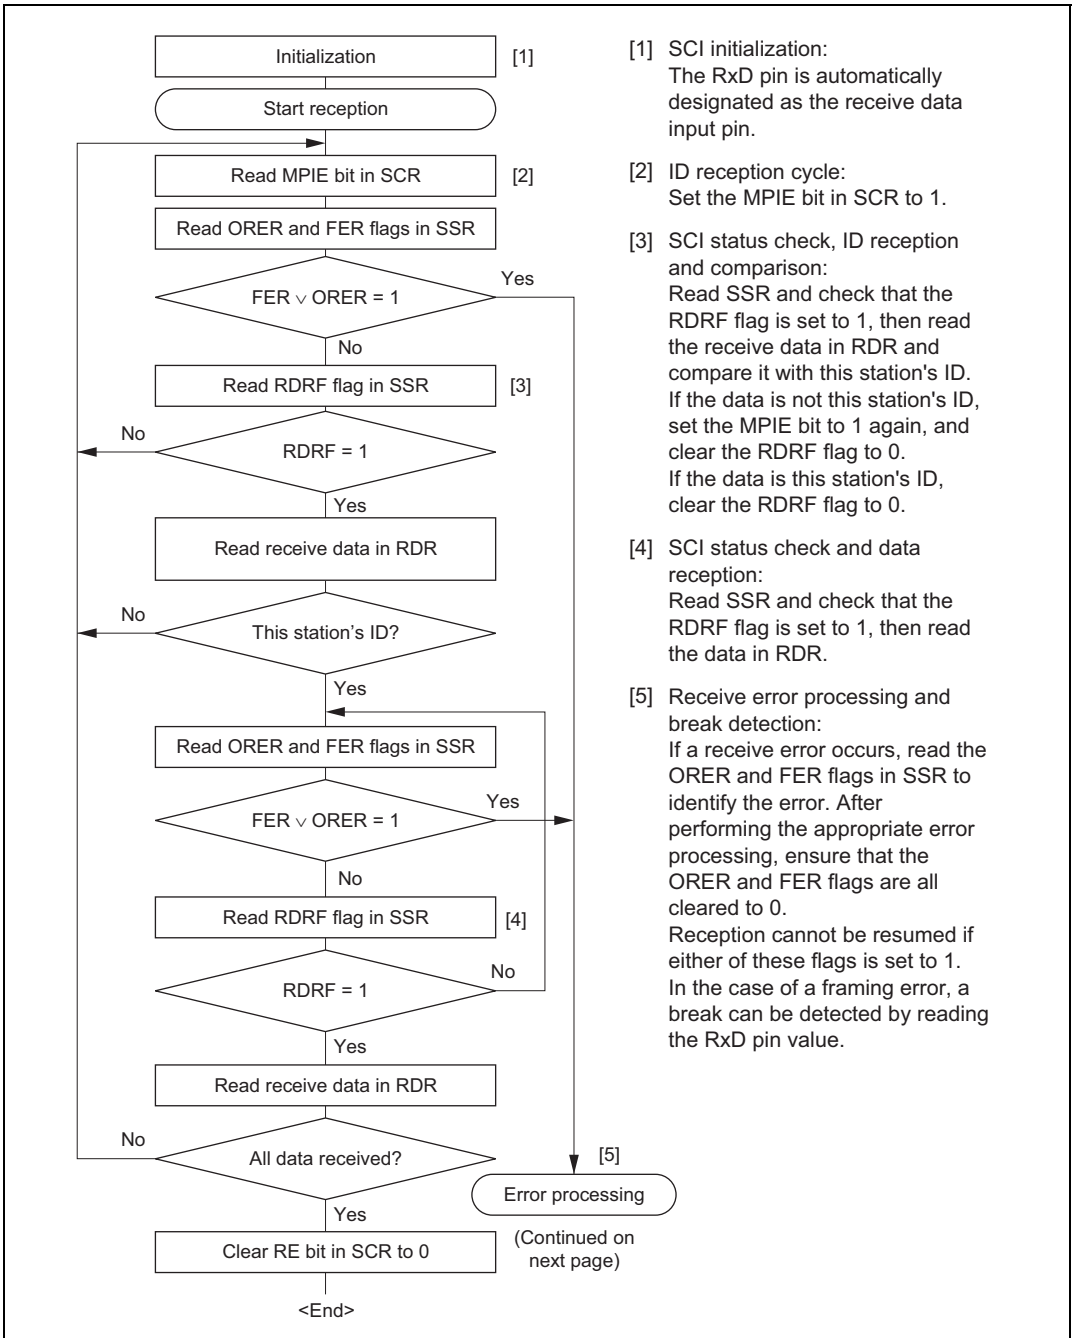 Initialization
[1]
Start reception
Read MPIE bit in SCR
[2]
Read ORER and FER flags in SSR
FER ∨ ORER = 1
Yes
No
Read RDRF flag in SSR
[3]
RDRF = 1
No
Yes
Read receive data in RDR
This station's ID?
No
Yes
Read ORER and FER flags in SSR
FER ∨ ORER = 1
Yes
No
Read RDRF flag in SSR
[4]
RDRF = 1
No
Yes
Read receive data in RDR
All data received?
No
[5]
Error processing
(Continued on
next page)
Yes
Clear RE bit in SCR to 0
<End>
[1] SCI initialization:
The RxD pin is automatically
designated as the receive data
input pin.
[2] ID reception cycle:
Set the MPIE bit in SCR to 1.
[3] SCI status check, ID reception
and comparison:
Read SSR and check that the
RDRF flag is set to 1, then read
the receive data in RDR and
compare it with this station's ID.
If the data is not this station's ID,
set the MPIE bit to 1 again, and
clear the RDRF flag to 0.
If the data is this station's ID,
clear the RDRF flag to 0.
[4] SCI status check and data
reception:
Read SSR and check that the
RDRF flag is set to 1, then read
the data in RDR.
[5] Receive error processing and
break detection:
If a receive error occurs, read the
ORER and FER flags in SSR to
identify the error. After
performing the appropriate error
processing, ensure that the
ORER and FER flags are all
cleared to 0.
Reception cannot be resumed if
either of these flags is set to 1.
In the case of a framing error, a
break can be detected by reading
the RxD pin value.